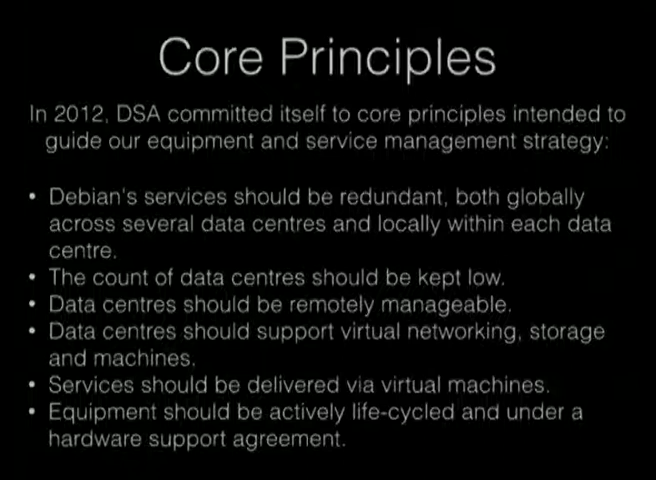 Core Principles
In 2012, DSA committed itself to core principles intended to
guide our equipment and service management strategy:
• Debian's services should be redundant, both globally
across several data centres and locally within each data
centre.
• The count of data centres should be kept low.
• Data centres should be remotely manageable.
• Data centres should support virtual networking, storage
and machines.
• Services should be delivered via virtual machines.
• Equipment should be actively life-cycled and under a
hardware support agreement.